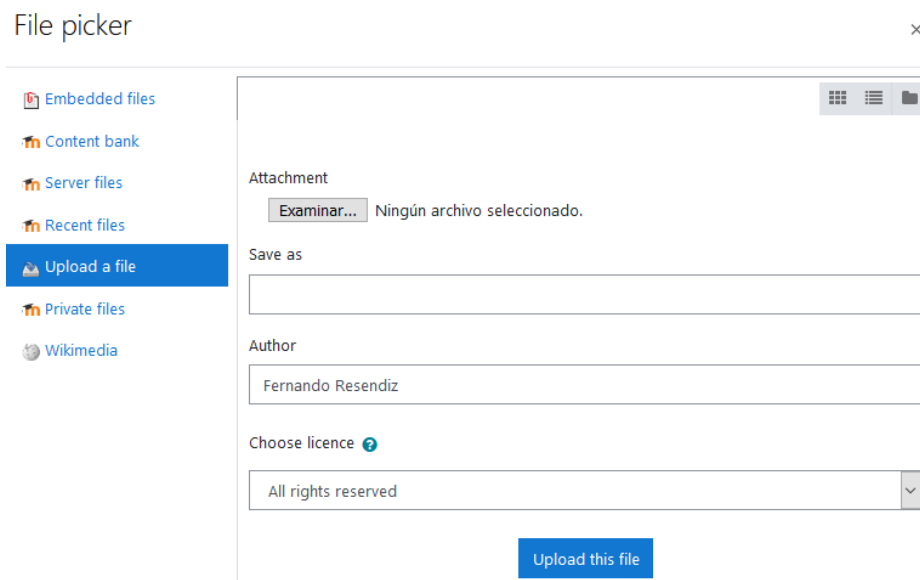 File picker
×
Embedded files
Content bank
Server files
Recent files
Upload a file
Private files
Wikimedia
Attachment
Examinar... Ningún archivo seleccionado.
Save as
Author
Fernando Resendiz
Choose licence ?
All rights reserved
Upload this file